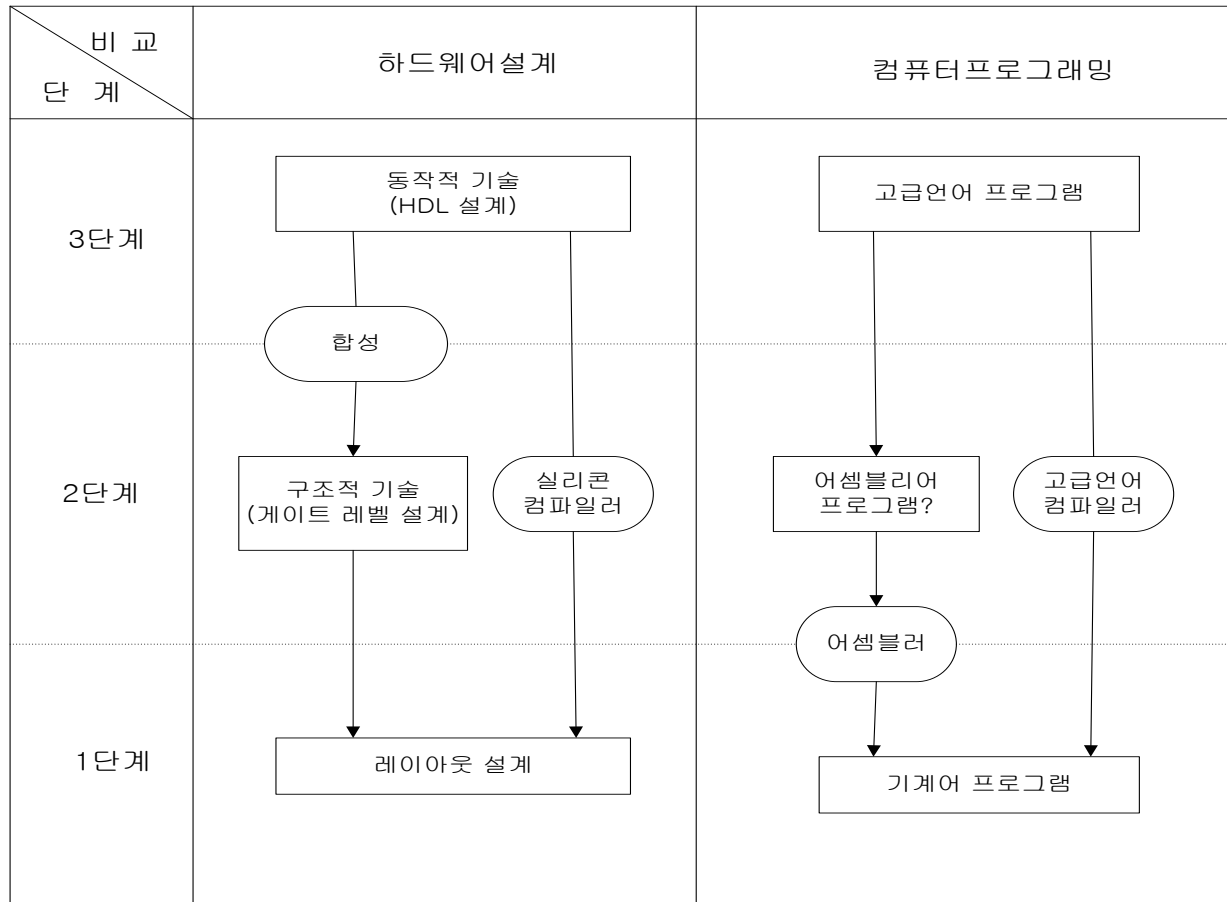 비 교
단 계
하드웨어설계
컴퓨터프로그래밍
3단계
동작적 기술
(HDL 설계)
고급언어 프로그램
합성
2단계
구조적 기술
(게이트 레벨 설계)
실리콘
컴파일러
어셈블리어
프로그램?
고급언어
컴파일러
어셈블러
1단계
레이아웃 설계
기계어 프로그램